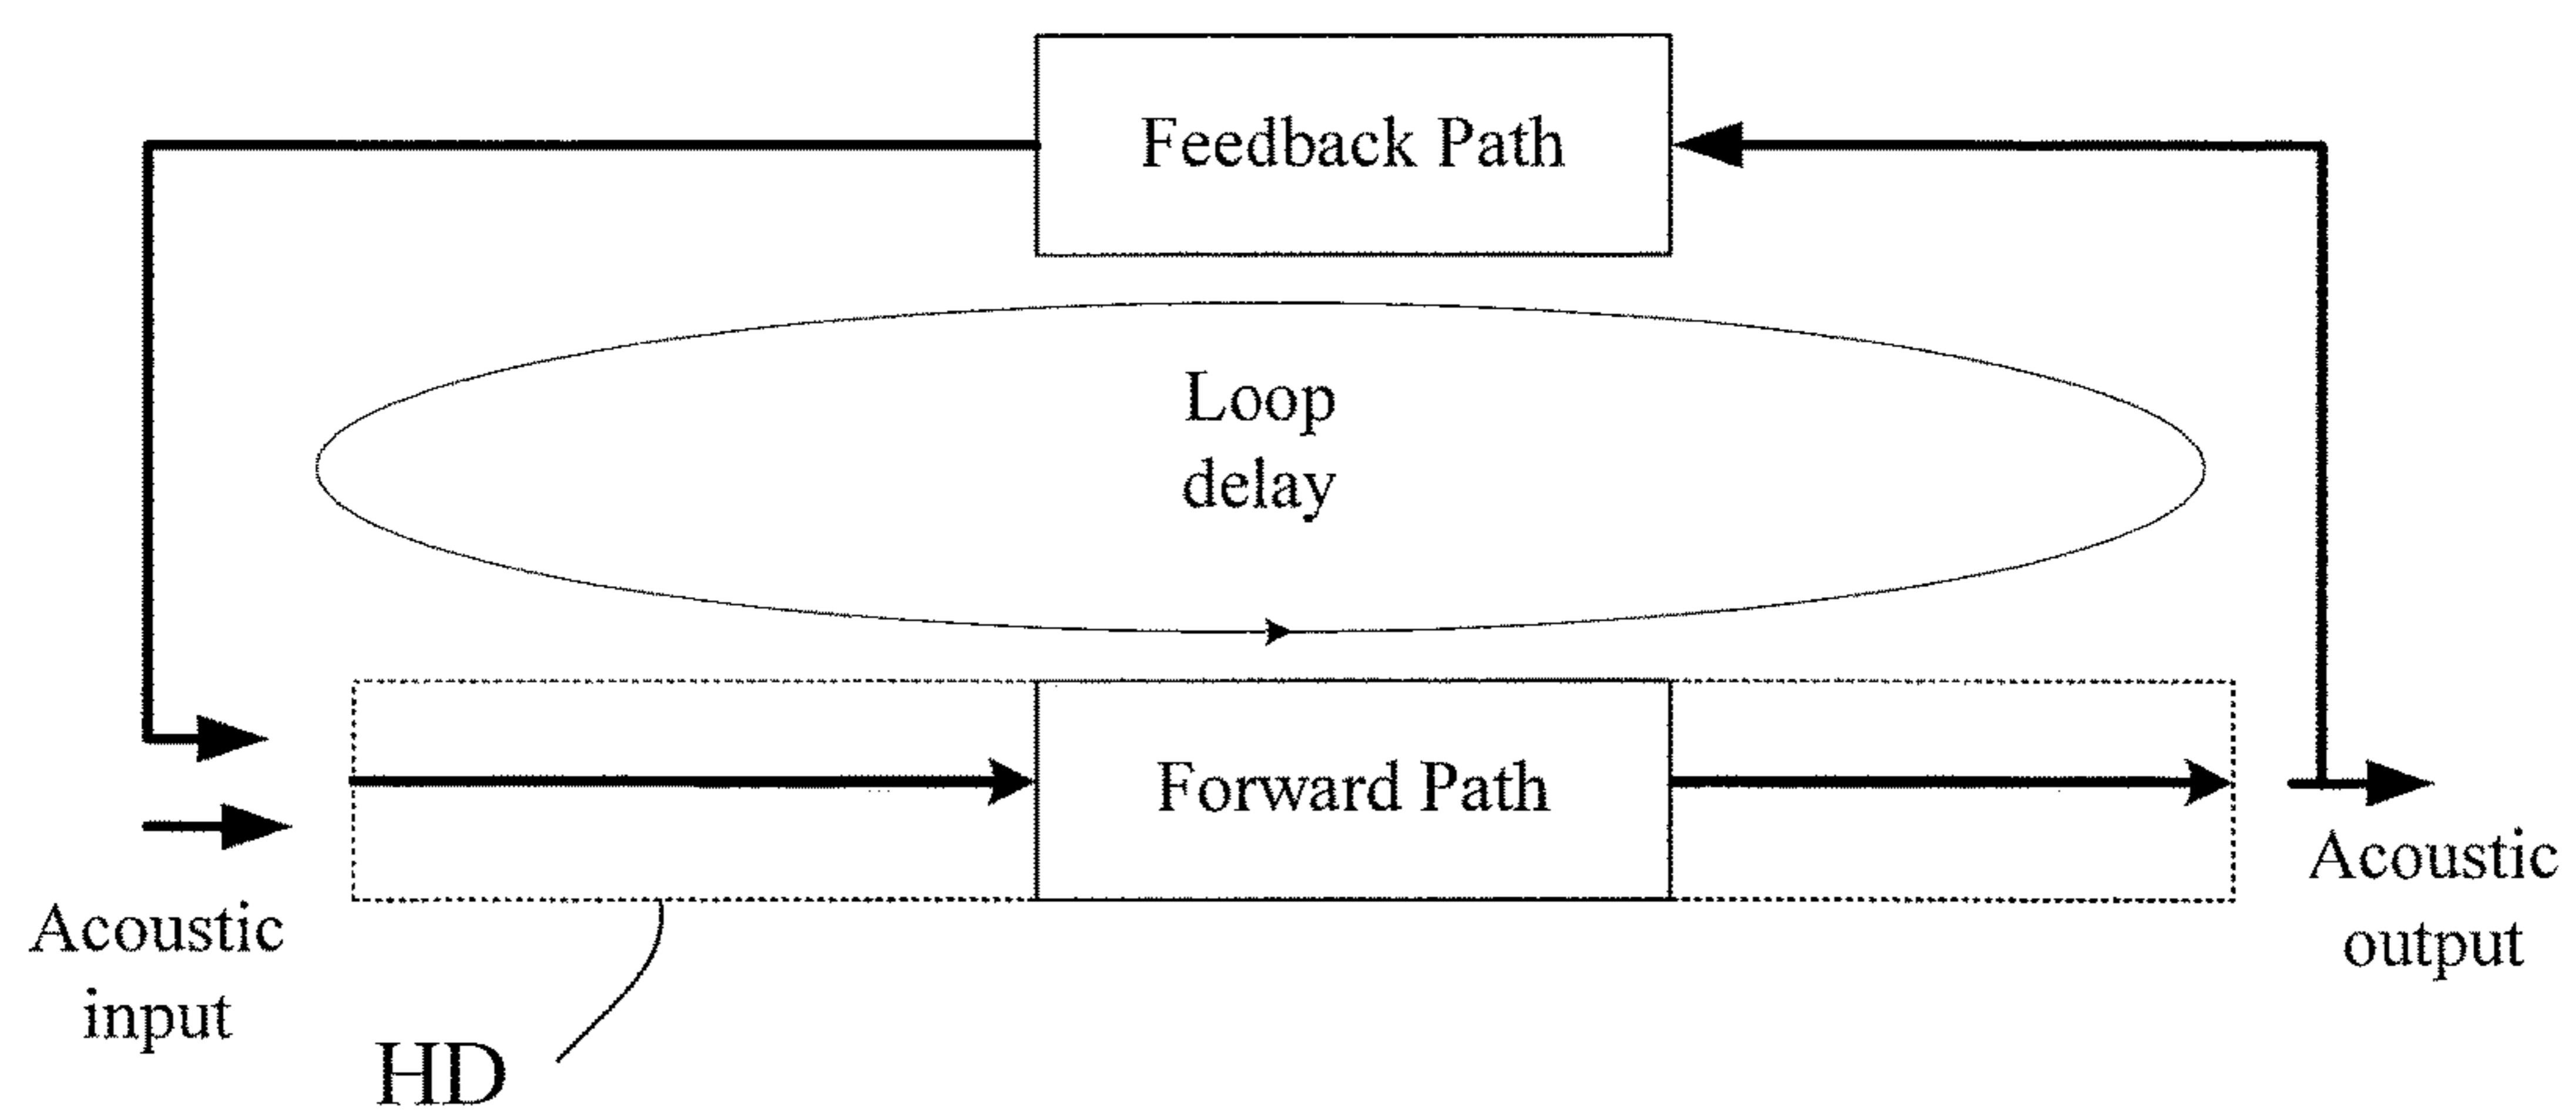 Feedback Path
Loop
delay
Forward Path
Acoustic
input
HD
Acoustic
output